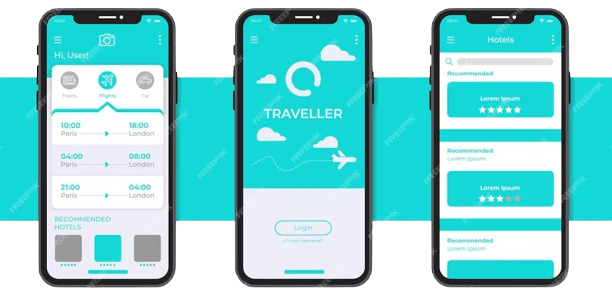 Hi, User!
Trains
Flights
Car
10:00 18:00
Paris London
04:00 08:00
Paris London
21:00 04:00
Paris London
RECOMMENDED
HOTELS
TRAVELLER
Login
Hotels
Recommended
Lorem Ipsum
Recommended
Lorem Ipsum
Lorem Ipsum
Recommended
Lorem Ipsum